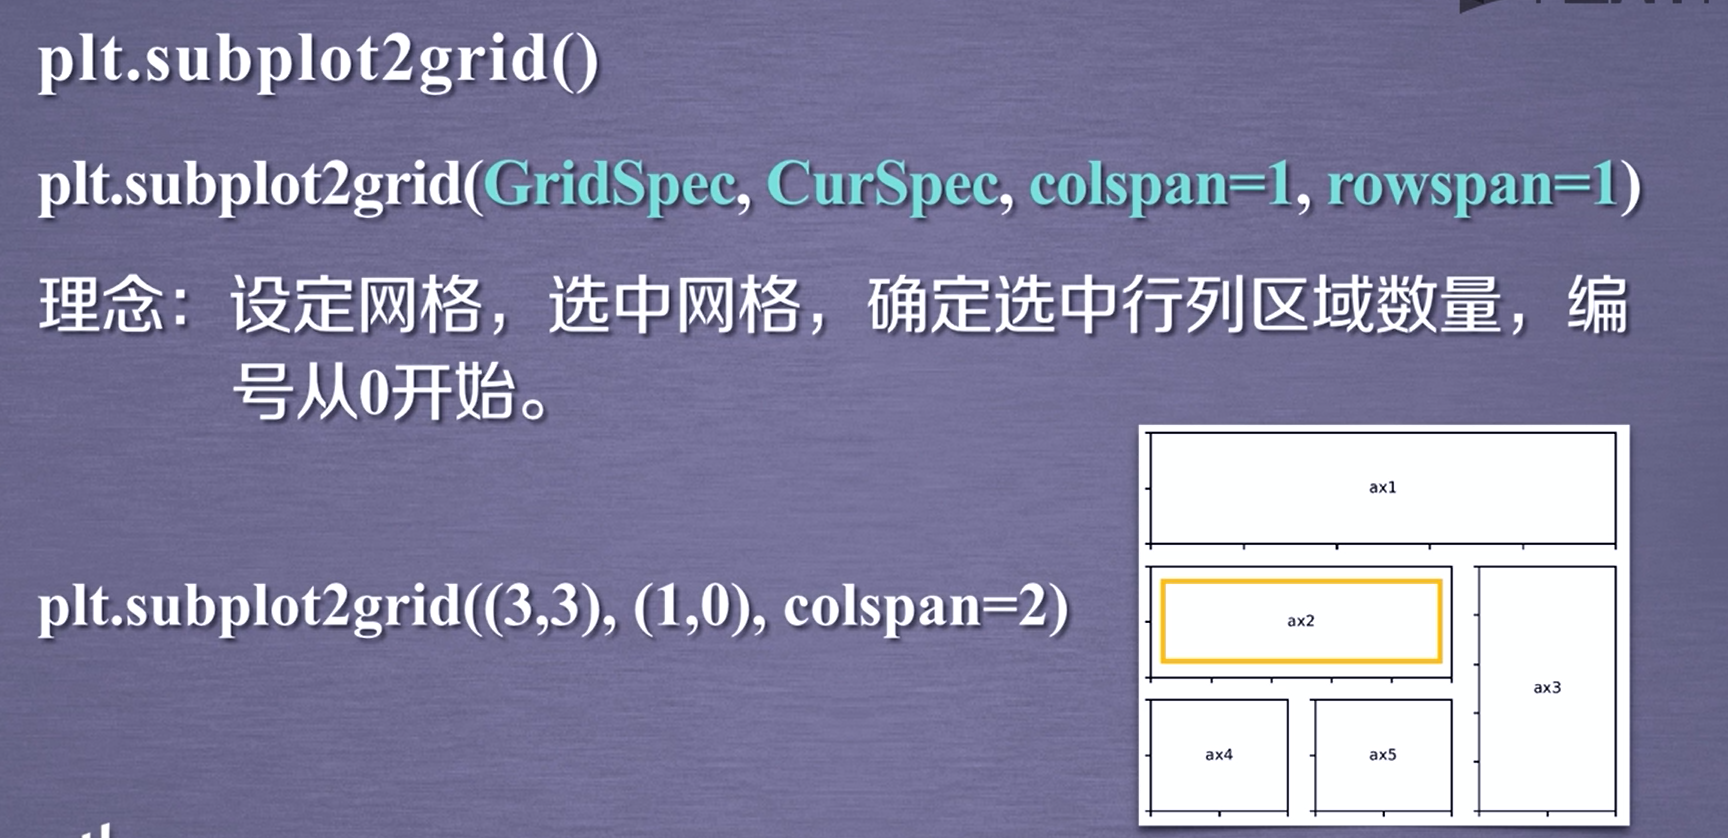 plt.subplot2grid()
plt.subplot2grid(GridSpec, CurSpec, colspan=1, rowspan=1)
理念：设定网格，选中网格，确定选中行列区域数量，编
号从0开始。
plt.subplot2grid((3,3), (1,0), colspan=2)
ax1
ax2
ax3
ax4
ax5